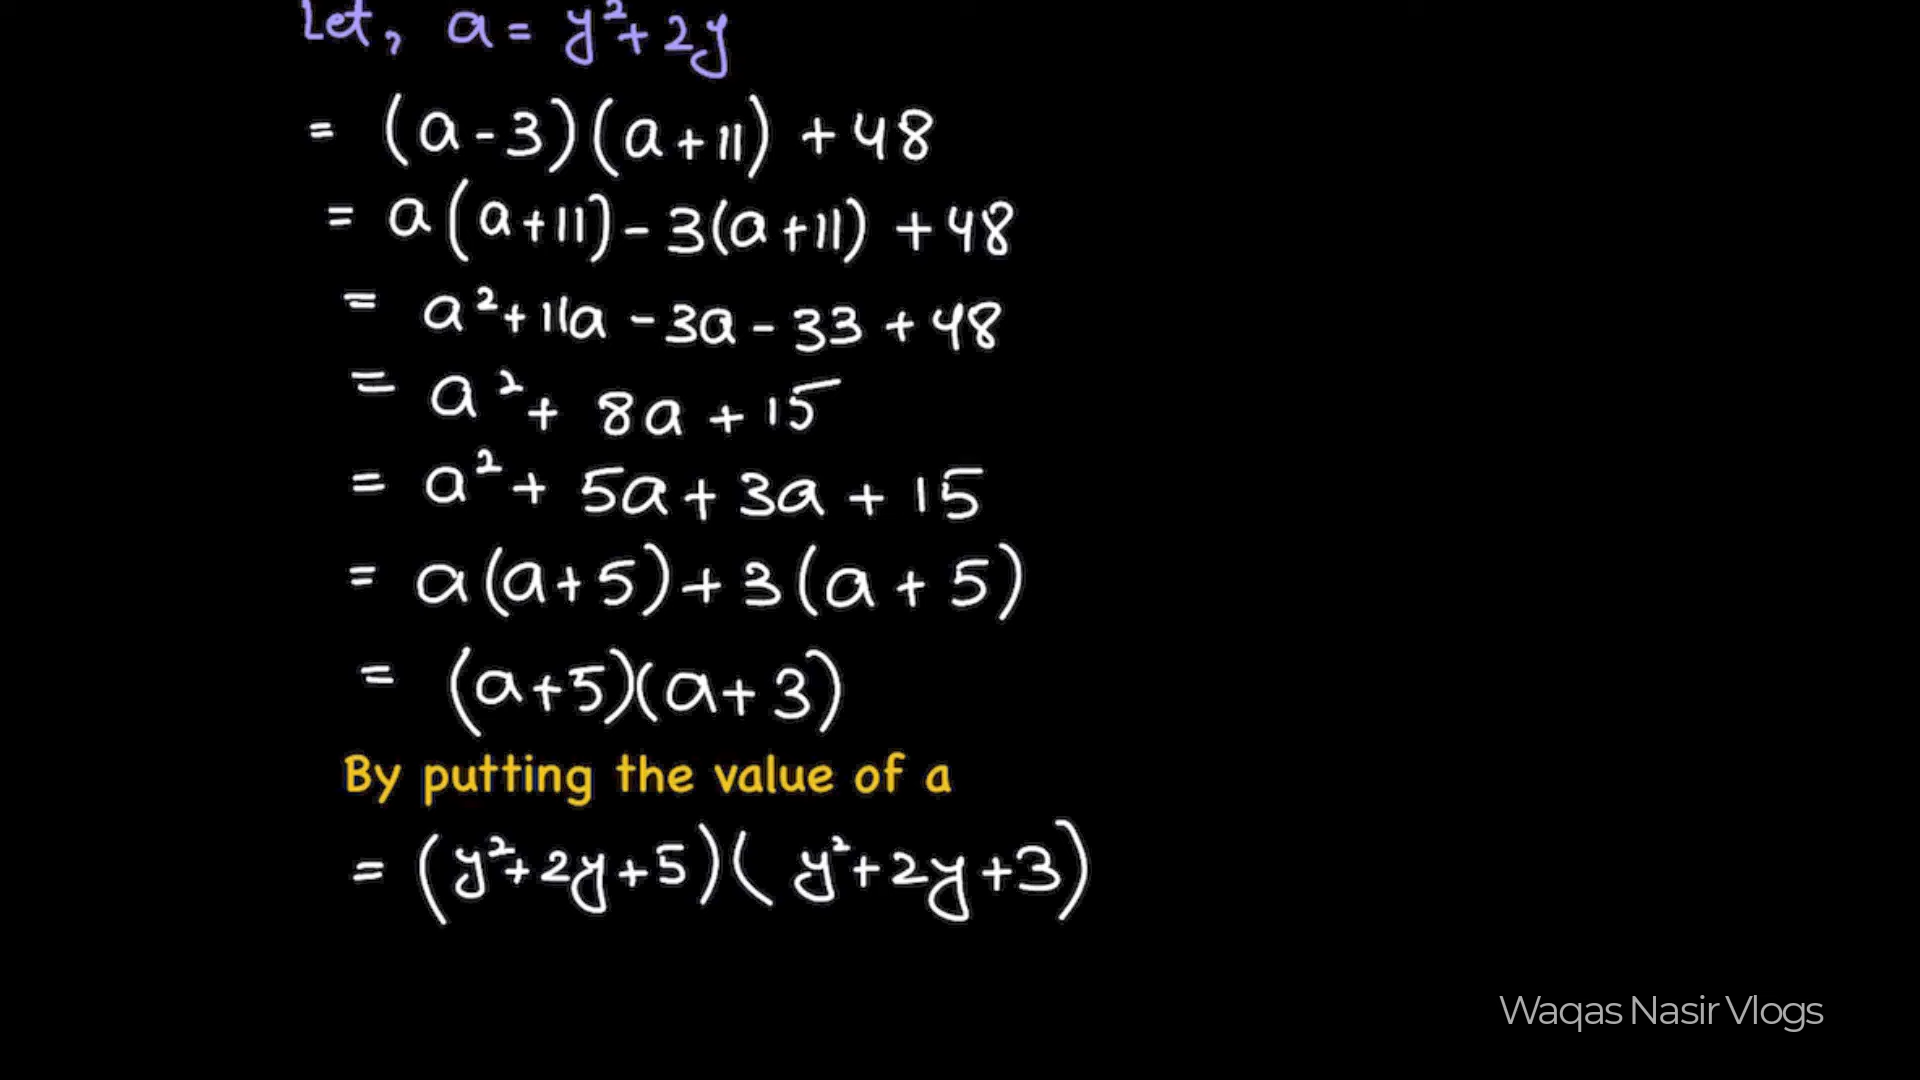 Let, a = y²+ 2y
= (a - 3)(a + 11) + 48
= a(a + 11) - 3(a + 11) + 48
= a² + 11a - 3a - 33 + 48
= a² + 8a + 15
= a² + 5a + 3a + 15
= a(a + 5) + 3(a + 5)
= (a + 5)(a + 3)
By putting the value of a
= (y²+ 2y + 5)( y²+ 2y + 3)
Waqas Nasir Vlogs